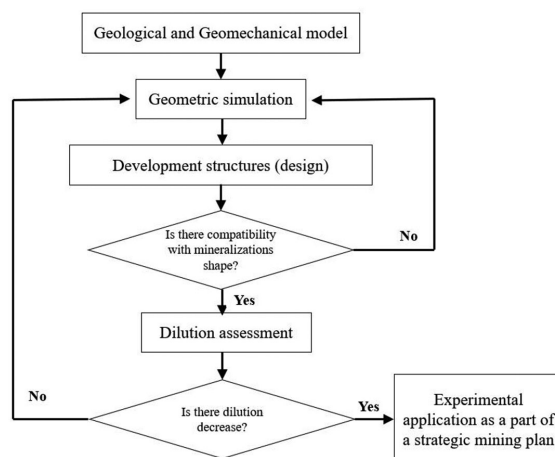 Geological and Geomechanical model
Geometric simulation
Development structures (design)
Is there compatibility
with mineralizations
shape?
No
Yes
Dilution assessment
Is there dilution
decrease?
No
Yes
Experimental
application as a part of
a strategic mining plan